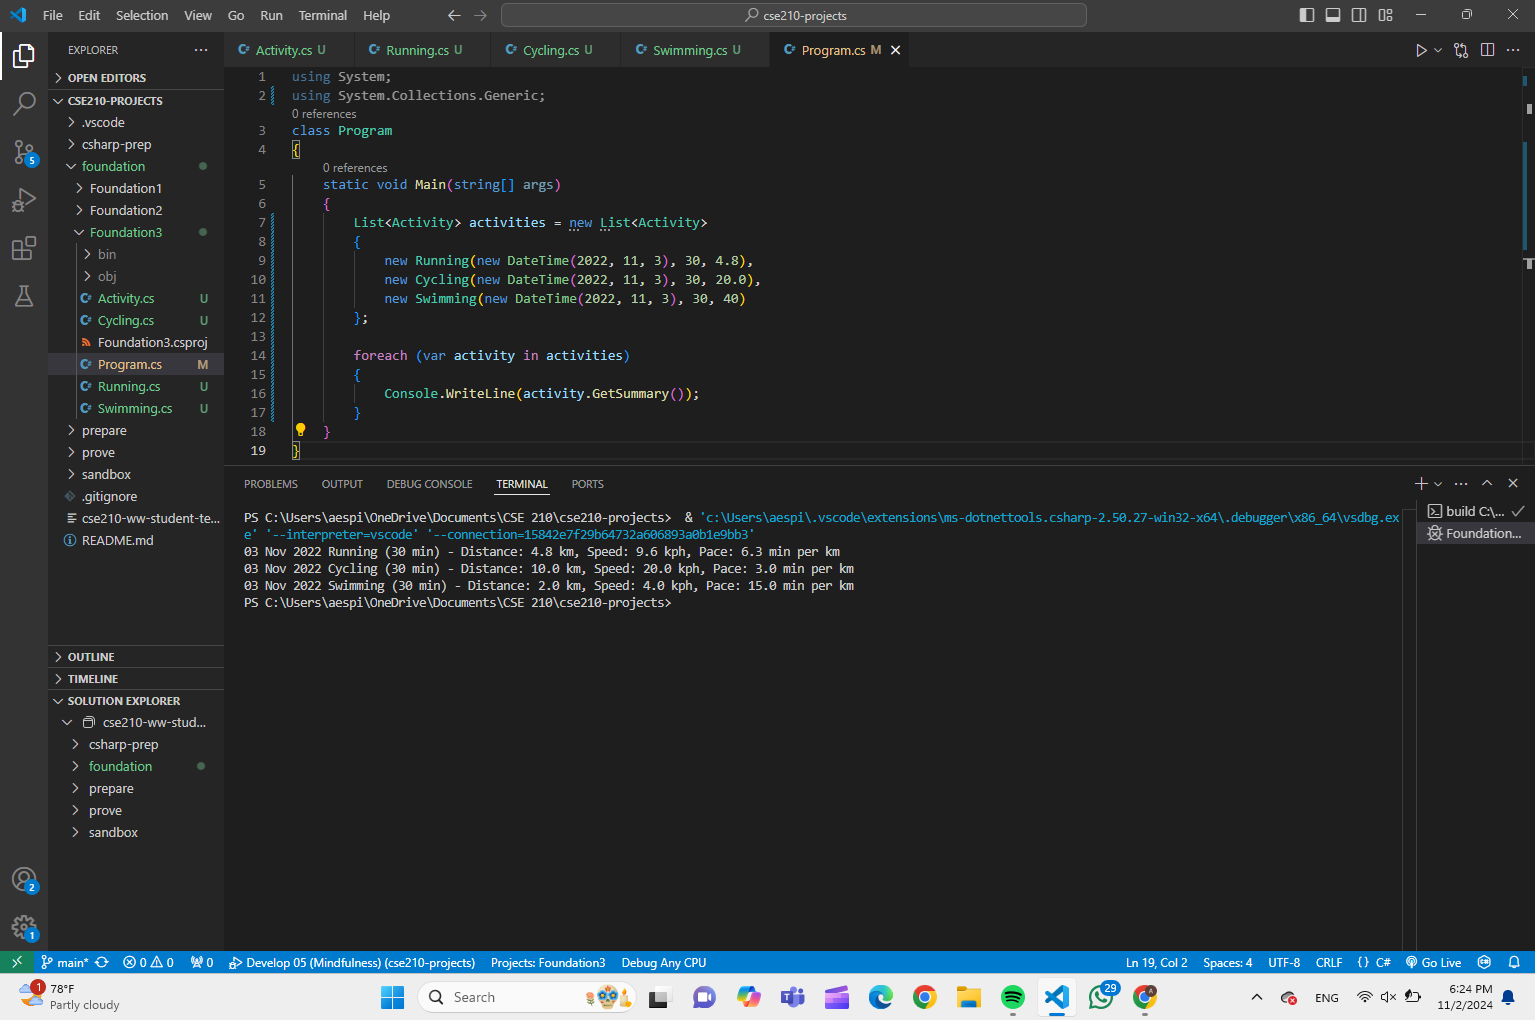 File Edit Selection View Go Run Terminal Help
cse210-projects
EXPLORER
OPEN EDITORS
CSE210-PROJECTS
.vscode
csharp-prep
foundation
Foundation1
Foundation2
Foundation3
bin
obj
C# Activity.cs U
C# Cycling.cs U
Foundation3.csproj
C# Program.cs M
C# Running.cs U
C# Swimming.cs U
prepare
prove
sandbox
.gitignore
cse210-ww-student-te...
README.md
OUTLINE
TIMELINE
SOLUTION EXPLORER
cse210-ww-stud...
csharp-prep
foundation
prepare
prove
sandbox
5
2
1
C# Activity.cs U C# Running.cs U C# Cycling.cs U C# Swimming.cs U C# Program.cs M
1 using System;
2 using System.Collections.Generic;
0 references
3 class Program
4 {
0 references
5 static void Main(string[] args)
6 {
7 List<Activity> activities = new List<Activity>
8 {
9 new Running(new DateTime(2022, 11, 3), 30, 4.8),
10 new Cycling(new DateTime(2022, 11, 3), 30, 20.0),
11 new Swimming(new DateTime(2022, 11, 3), 30, 40)
12 };
13
14 foreach (var activity in activities)
15 {
16 Console.WriteLine(activity.GetSummary());
17 }
18 }
19 }
PROBLEMS OUTPUT DEBUG CONSOLE TERMINAL PORTS
PS C:\Users\aespi\OneDrive\Documents\CSE 210\cse210-projects> & 'c:\Users\aespi\.vscode\extensions\ms-dotnettools.csharp-2.50.27-win32-x64\.debugger\x86_64\vsdbg.ex
e' '--interpreter=vscode' '--connection=15842e7f29b64732a606893a0b1e9bb3'
03 Nov 2022 Running (30 min) - Distance: 4.8 km, Speed: 9.6 kph, Pace: 6.3 min per km
03 Nov 2022 Cycling (30 min) - Distance: 10.0 km, Speed: 20.0 kph, Pace: 3.0 min per km
03 Nov 2022 Swimming (30 min) - Distance: 2.0 km, Speed: 4.0 kph, Pace: 15.0 min per km
PS C:\Users\aespi\OneDrive\Documents\CSE 210\cse210-projects>
build C:\...
Foundation...
main* 0 0 0 Develop 05 (Mindfulness) (cse210-projects) Projects: Foundation3 Debug Any CPU Ln 19, Col 2 Spaces: 4 UTF-8 CRLF {} C# Go Live
1
78°F
Partly cloudy
Search
29
A
ENG
6:24 PM
11/2/2024